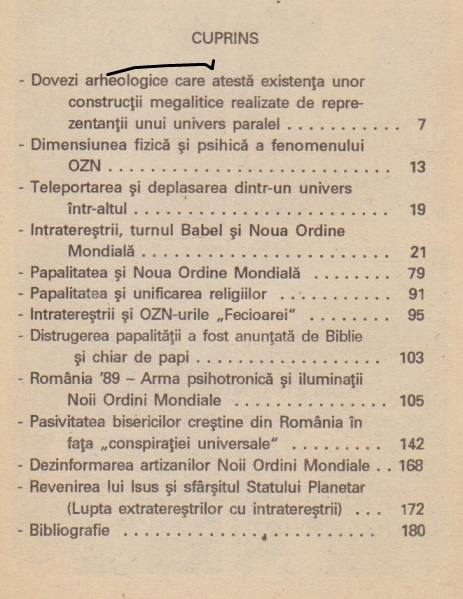 CUPRINS
- Dovezi arheologice care atestă existenţa unor
construcţii megalitice realizate de repre-
zentanţii unui univers paralel . . . . . . . . . . . 7
- Dimensiunea fizică şi psihică a fenomenului
OZN . . . . . . . . . . . . . . . . . . . . . . . . . . . 13
- Teleportarea şi deplasarea dintr-un univers
într-altul . . . . . . . . . . . . . . . . . . . . . . . . 19
- Intratereştrii, turnul Babel şi Noua Ordine
Mondială . . . . . . . . . . . . . . . . . . . . . . . 21
- Papalitatea şi Noua Ordine Mondială . . . . . . . 79
- Papalitatea şi unificarea religiilor . . . . . . . . . . 91
- Intratereştrii şi OZN-urile „Fecioarei“ . . . . . . . . 95
- Distrugerea papalităţii a fost anunţată de Biblie
şi chiar de papi . . . . . . . . . . . . . . . . . 103
- România '89 – Arma psihotronică şi iluminaţii
Noii Ordini Mondiale . . . . . . . . . . . . . . 105
- Pasivitatea bisericilor creştine din România în
faţa „conspiraţiei universale“ . . . . . . . . . 142
- Dezinformarea artizanilor Noii Ordini Mondiale . . 168
- Revenirea lui Isus şi sfârşitul Statului Planetar
(Lupta extratereştrilor cu intratereştrii) . . . 172
- Bibliografie . . . . . . . . . . . . . . . . . . . . . . . 180